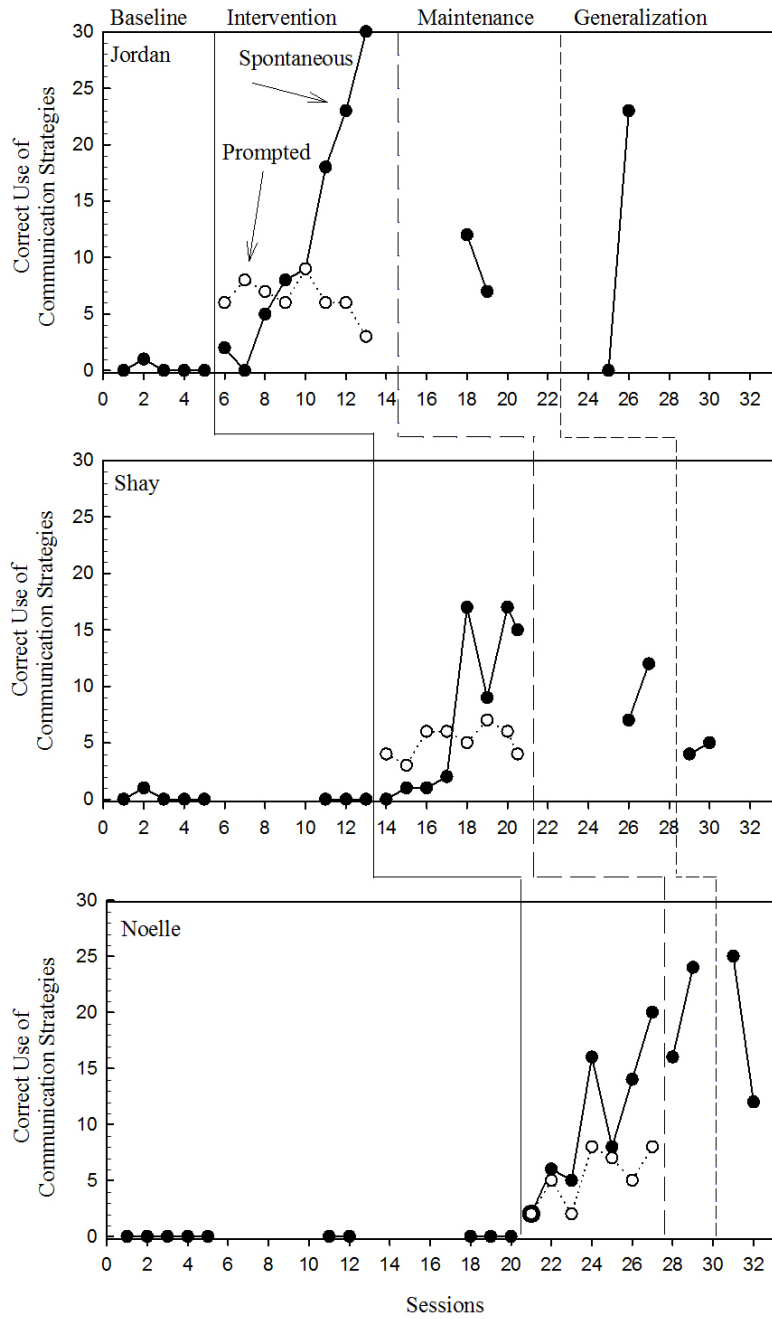 Baseline Intervention Maintenance Generalization
30
Jordan
Spontaneous
25
20
Prompted
15
10
5
0
Correct Use of
Communication Strategies
0 2 4 6 8 10 12 14 16 18 20 22 24 26 28 30 32
30
Shay
25
20
15
10
5
0
Correct Use of
Communication Strategies
0 2 4 6 8 10 12 14 16 18 20 22 24 26 28 30 32
30
Noelle
25
20
15
10
5
0
Correct Use of
Communication Strategies
0 2 4 6 8 10 12 14 16 18 20 22 24 26 28 30 32
Sessions